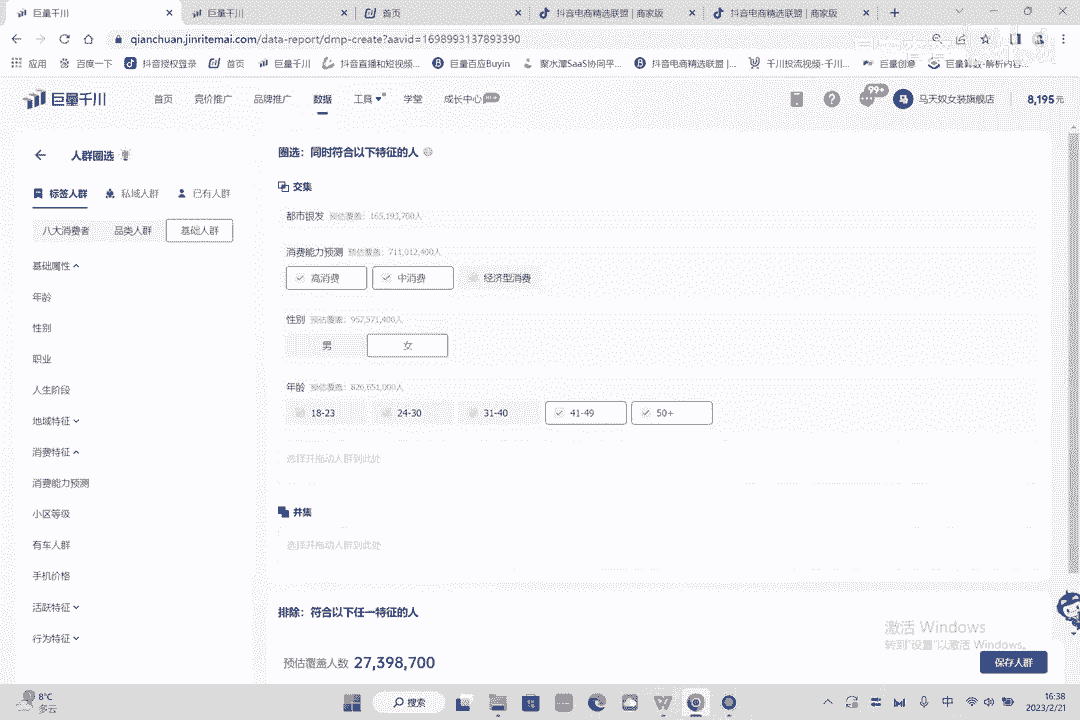 巨量千川
巨量千川
首页
抖音电商精选联盟 | 商家版
抖音电商精选联盟 | 商家版
qianchuan.jinritemai.com/data-report/dmp-create?aavid=1698993137893390
应用 百度一下 抖音授权登录 首页 巨量千川 抖音直播和短视频... 巨量百应Buyin 聚水潭SaaS协同平... 抖音电商精选联盟 |... 千川投流视频-千川... 巨量创意
巨量千川 首页 竞价推广 品牌推广 数据 工具 学堂 成长中心 99+ 马天奴女装旗舰店 8,195元
人群圈选
标签人群 私域人群 已有人群
八大消费者 品类人群 基础人群
基础属性
年龄
性别
职业
人生阶段
地域特征
消费特征
消费能力预测
小区等级
有车人群
手机价格
活跃特征
行为特征
圈选：同时符合以下特征的人
交集
都市银发 预估覆盖：165,193,700人
消费能力预测 预估覆盖：711,012,400人
高消费 中消费 经济型消费
性别 预估覆盖：957,571,400人
男 女
年龄 预估覆盖：826,651,000人
18-23 24-30 31-40 41-49 50+
选择并拖动人群到此处
并集
选择并拖动人群到此处
排除：符合以下任一特征的人
预估覆盖人数 27,398,700
保存人群
激活 Windows
转到"设置"以激活 Windows。
8°C
多云
搜索
中
16:38
2023/2/21